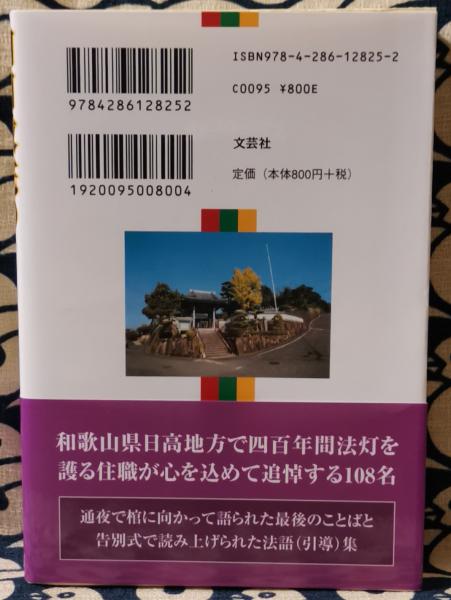 ISBN978-4-286-12825-2
9784286128252
C0095 ¥800E
文芸社
1920095008004
定価（本体800円＋税）
和歌山県日高地方で四百年間法灯を
護る住職が心を込めて追悼する108名
通夜で棺に向かって語られた最後のことばと
告別式で読み上げられた法語（引導）集